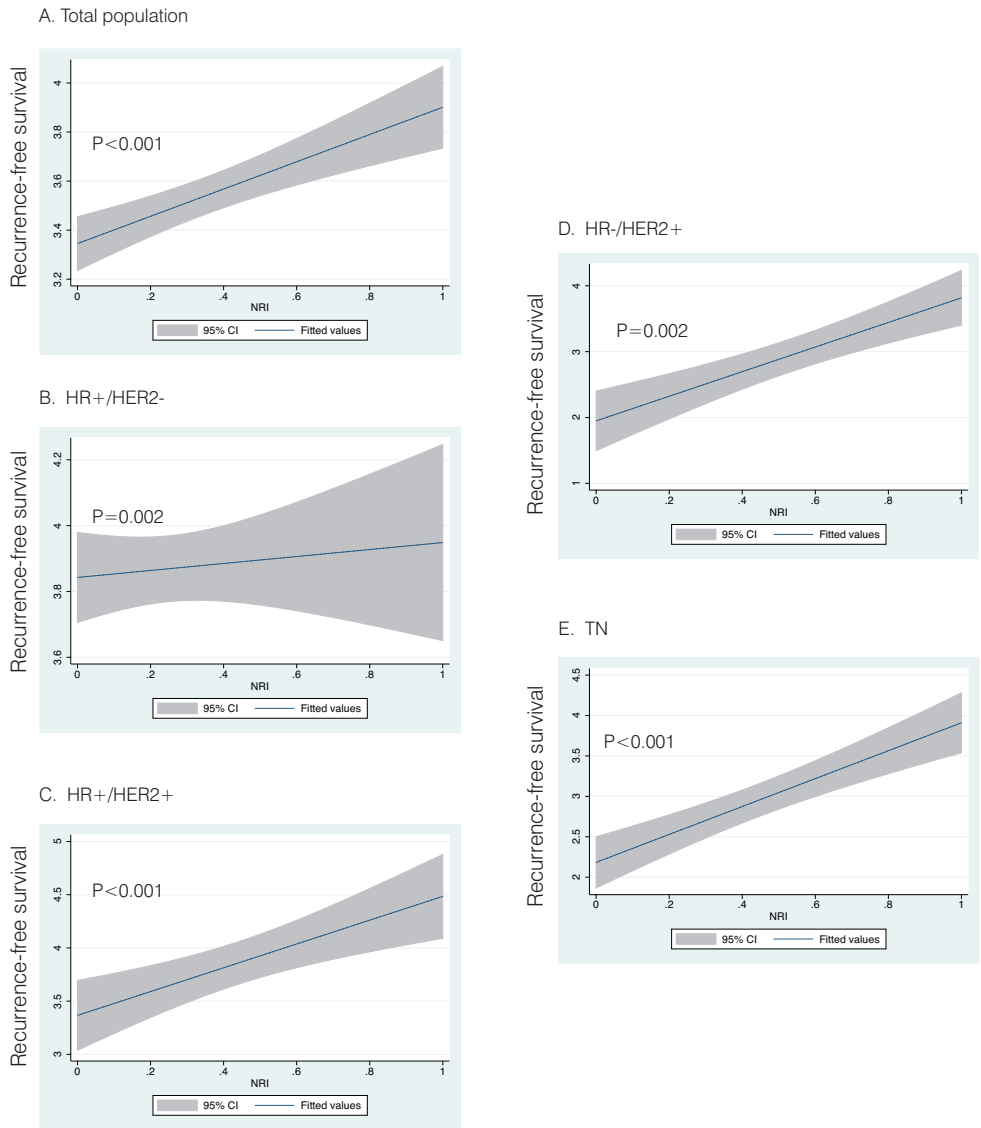 A. Total population
Recurrence-free survival
4
3.8
3.6
3.4
3.2
P<0.001
0 .2 .4 .6 .8 1
NRI
95% CI Fitted values
B. HR+/HER2-
Recurrence-free survival
4.2
4
3.8
3.6
P=0.002
0 .2 .4 .6 .8 1
NRI
95% CI Fitted values
C. HR+/HER2+
Recurrence-free survival
5
4.5
4
3.5
3
P<0.001
0 .2 .4 .6 .8 1
NRI
95% CI Fitted values
D. HR-/HER2+
Recurrence-free survival
4
3
2
1
P=0.002
0 .2 .4 .6 .8 1
NRI
95% CI Fitted values
E. TN
Recurrence-free survival
4.5
4
3.5
3
2.5
2
P<0.001
0 .2 .4 .6 .8 1
NRI
95% CI Fitted values